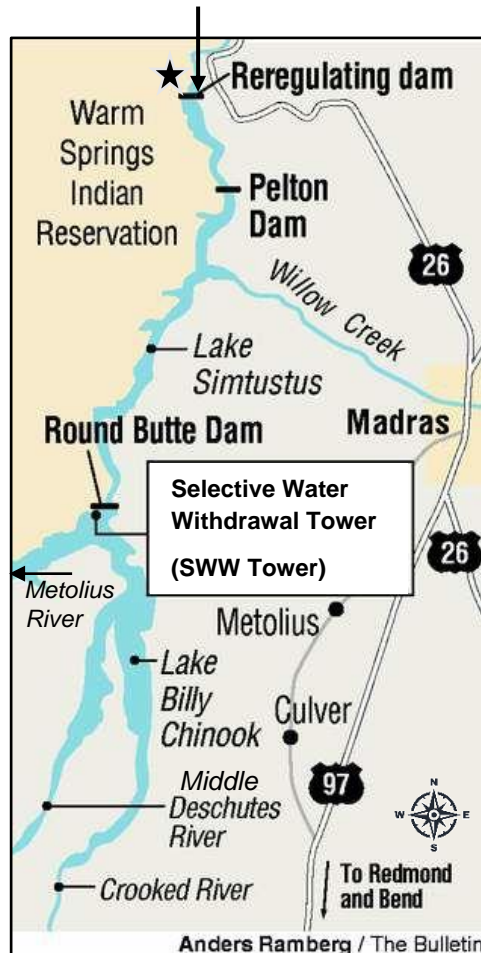 Reregulating dam
Warm
Springs
Indian
Reservation
Pelton
Dam
26
Willow Creek
Lake
Simtustus
Madras
Round Butte Dam
Selective Water
Withdrawal Tower
(SWW Tower)
26
Metolius
River
Metolius
Lake
Billy
Chinook
Culver
97
Middle
Deschutes
River
N
W
E
S
Crooked River
To Redmond
and Bend
Anders Ramberg / The Bulletin